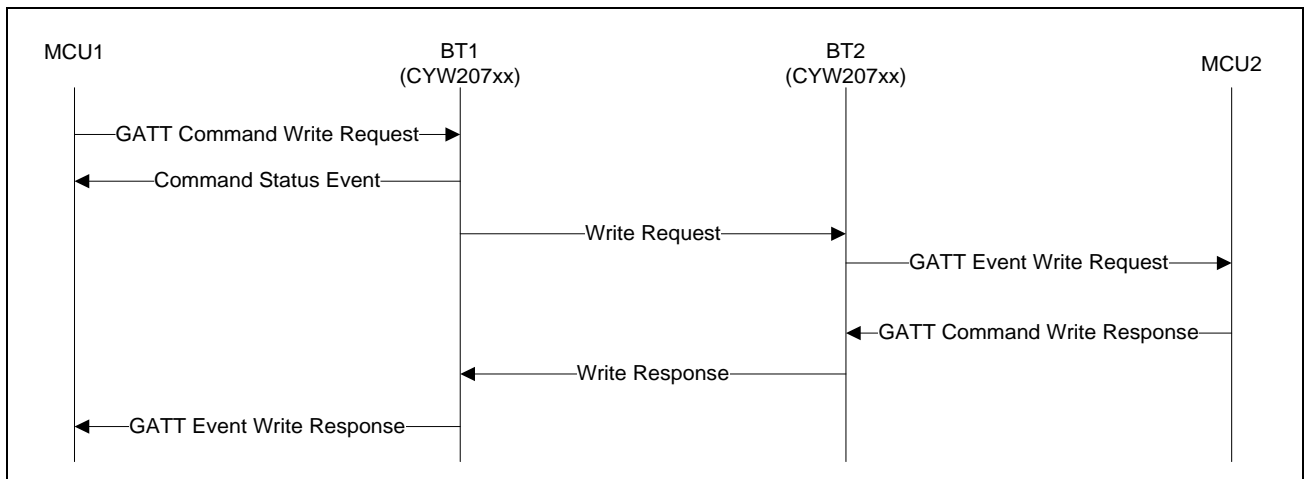 MCU1
BT1
(CYW207xx)
BT2
(CYW207xx)
MCU2
GATT Command Write Request
Command Status Event
Write Request
GATT Event Write Request
GATT Command Write Response
Write Response
GATT Event Write Response